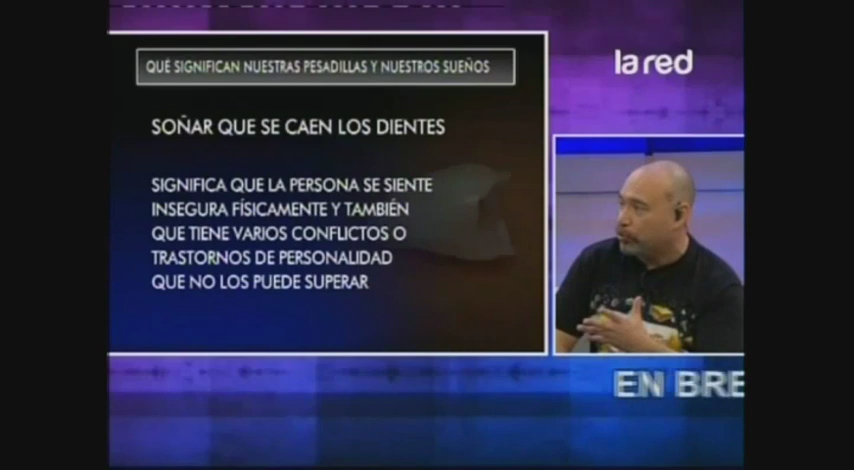 QUÉ SIGNIFICAN NUESTRAS PESADILLAS Y NUESTROS SUEÑOS
la red
SOÑAR QUE SE CAEN LOS DIENTES
SIGNIFICA QUE LA PERSONA SE SIENTE
INSEGURA FÍSICAMENTE Y TAMBIÉN
QUE TIENE VARIOS CONFLICTOS O
TRASTORNOS DE PERSONALIDAD
QUE NO LOS PUEDE SUPERAR
EN BRE